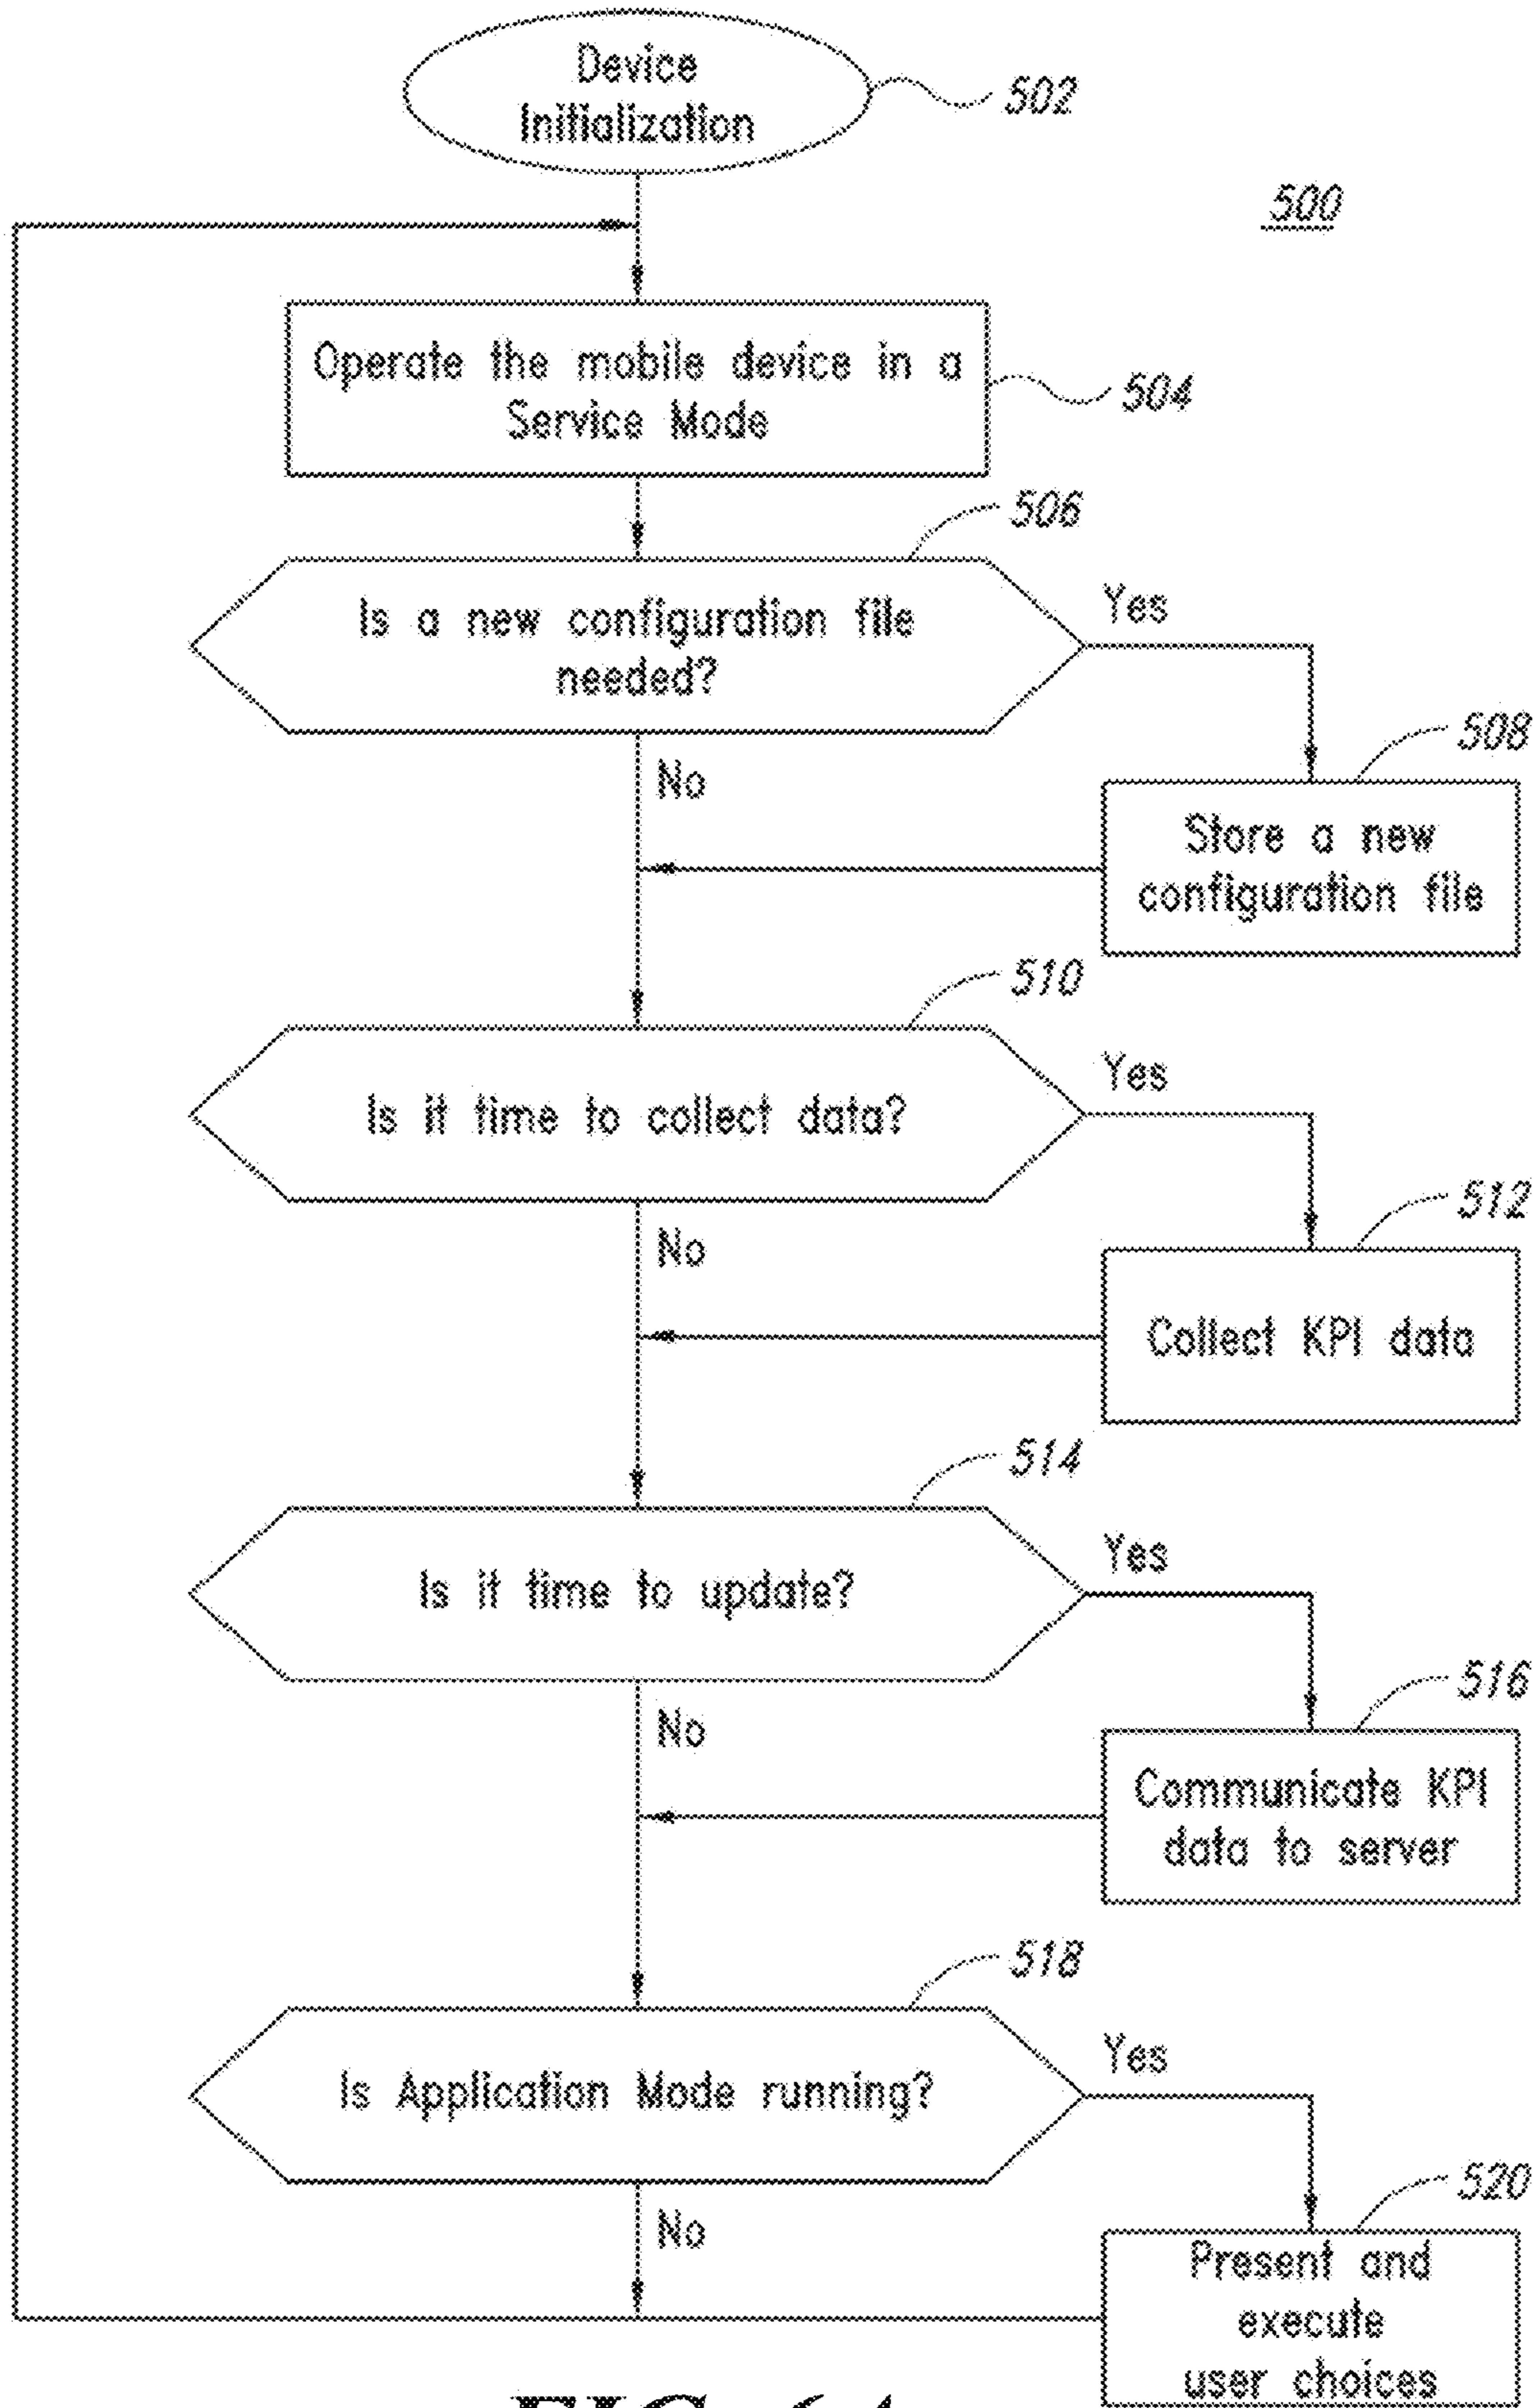 Device
Initialization
502
500
Operate the mobile device in a
Service Mode
504
506
Is a new configuration file
needed?
Yes
No
508
Store a new
configuration file
510
Is it time to collect data?
Yes
No
512
Collect KPI data
514
Is it time to update?
Yes
No
516
Communicate KPI
data to server
518
Is Application Mode running?
Yes
No
520
Present and
execute
user choices